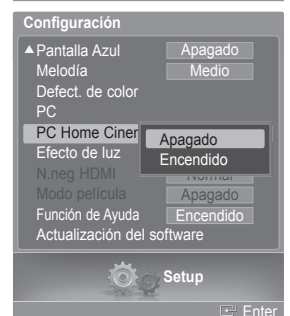 Configuración
▲Pantalla Azul Apagado
Melodía Medio
Defect. de color
PC
PC Home Ciner Apagado
Efecto de luz Encendido
N.neg HDMI Normal
Modo película Apagado
Función de Ayuda Encendido
Actualización del software
Setup
Enter